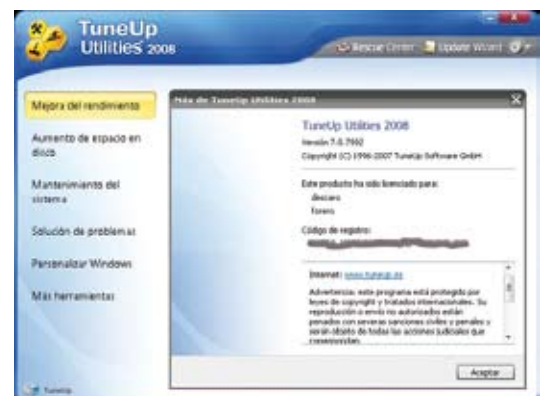 TuneUp
Utilities 2008
Rescue Center
Update Wizard
Mejora del rendimiento
Aumento de espacio en
disco
Mantenimiento del
sistema
Solución de problemas
Personalizar Windows
Más herramientas
TuneUp
Más de TuneUp Utilities 2008
TuneUp Utilities 2008
Versión 7.0.7992
Copyright (C) 1996-2007 TuneUp Software GmbH
Este producto ha sido licenciado para:
descaro
forero
Código de registro:
Internet: www.tuneup.es
Advertencia: este programa está protegido por
leyes de copyright y tratados internacionales. Su
reproducción o envío no autorizados están
penados con severas sanciones civiles y penales y
serán objeto de todas las acciones judiciales que
correspondan.
Aceptar